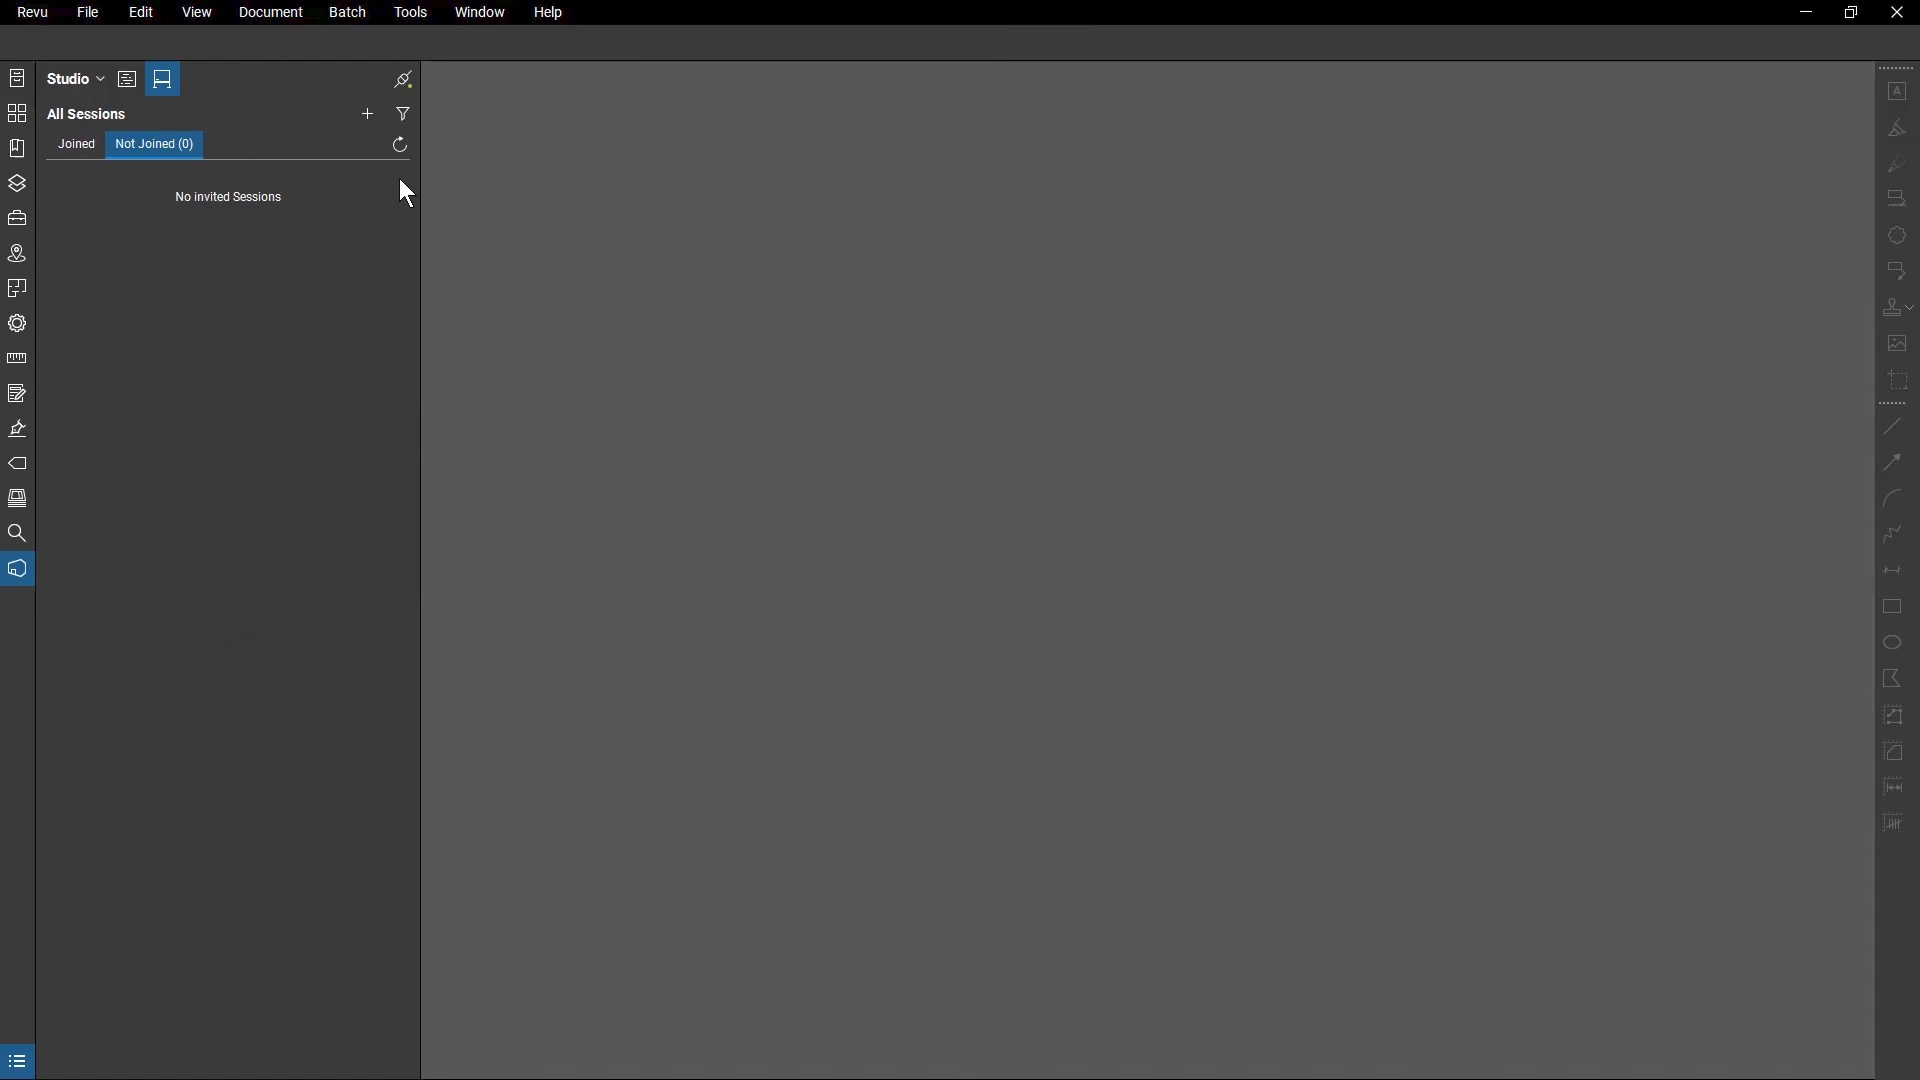 Revu File Edit View Document Batch Tools Window Help
Studio
All Sessions
Joined Not Joined (0)
No invited Sessions